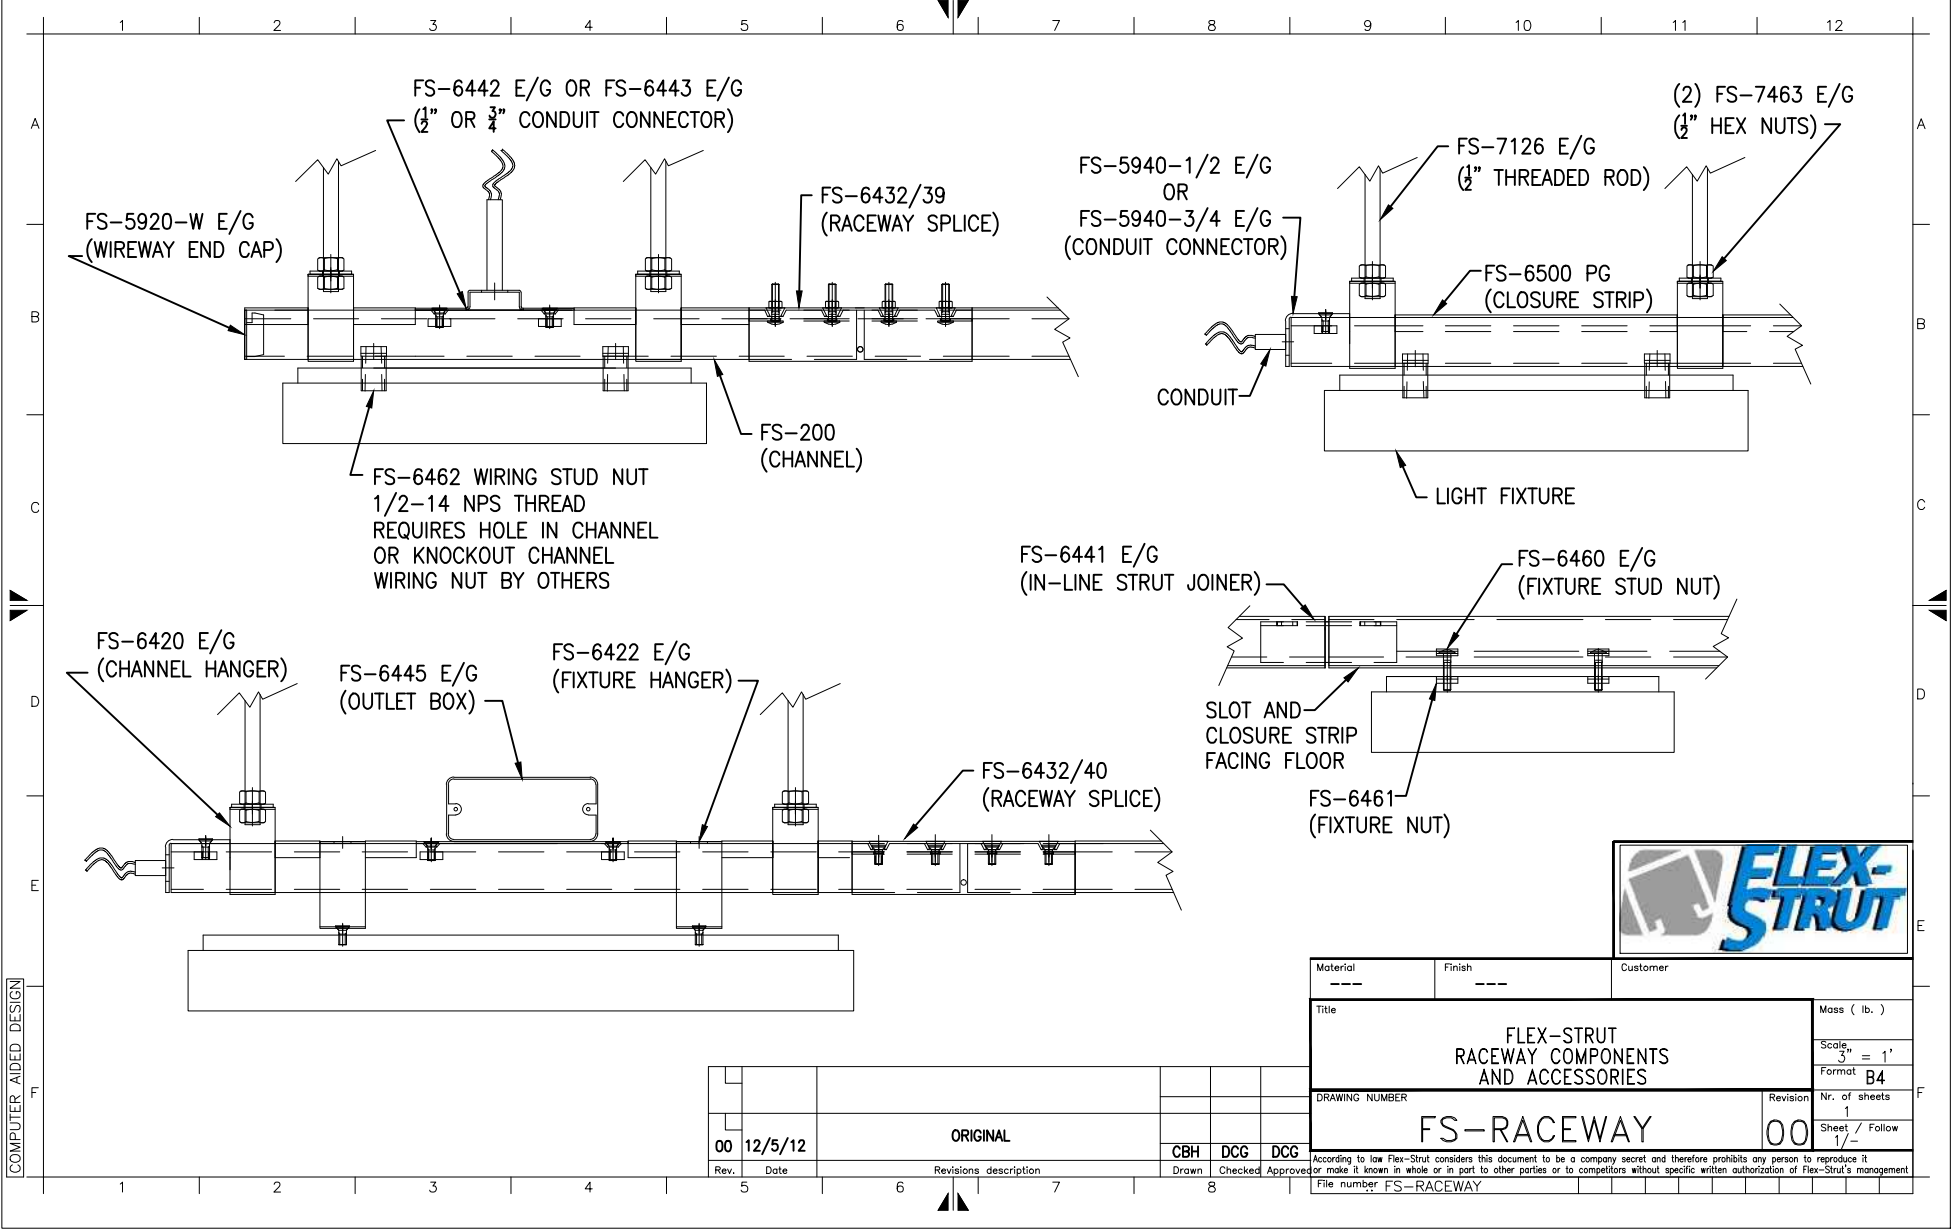 1 2 3 4 5 6 7 8 9 10 11 12
A
B
C
D
E
F
A
B
C
D
E
F
FS-6442 E/G OR FS-6443 E/G
(1/2" OR 3/4" CONDUIT CONNECTOR)
FS-5920-W E/G
(WIREWAY END CAP)
FS-6432/39
(RACEWAY SPLICE)
FS-200
(CHANNEL)
FS-6462 WIRING STUD NUT
1/2-14 NPS THREAD
REQUIRES HOLE IN CHANNEL
OR KNOCKOUT CHANNEL
WIRING NUT BY OTHERS
(2) FS-7463 E/G
(1/2" HEX NUTS)
FS-7126 E/G
(1/2" THREADED ROD)
FS-5940-1/2 E/G
OR
FS-5940-3/4 E/G
(CONDUIT CONNECTOR)
FS-6500 PG
(CLOSURE STRIP)
CONDUIT
LIGHT FIXTURE
FS-6441 E/G
(IN-LINE STRUT JOINER)
FS-6460 E/G
(FIXTURE STUD NUT)
SLOT AND
CLOSURE STRIP
FACING FLOOR
FS-6461
(FIXTURE NUT)
FS-6420 E/G
(CHANNEL HANGER)
FS-6445 E/G
(OUTLET BOX)
FS-6422 E/G
(FIXTURE HANGER)
FS-6432/40
(RACEWAY SPLICE)
FLEX-
STRUT
Material
---
Finish
---
Customer
Title
FLEX-STRUT
RACEWAY COMPONENTS
AND ACCESSORIES
Mass ( lb. )
Scale
3" = 1'
Format B4
DRAWING NUMBER
FS-RACEWAY
Revision
00
Nr. of sheets
1
Sheet / Follow
1/-
According to law Flex-Strut considers this document to be a company secret and therefore prohibits any person to reproduce it
or make it known in whole or in part to other parties or to competitors without specific written authorization of Flex-Strut's management
File number: FS-RACEWAY
00 12/5/12 ORIGINAL CBH DCG DCG
Rev. Date Revisions description Drawn Checked Approved
COMPUTER AIDED DESIGN
1 2 3 4 5 6 7 8